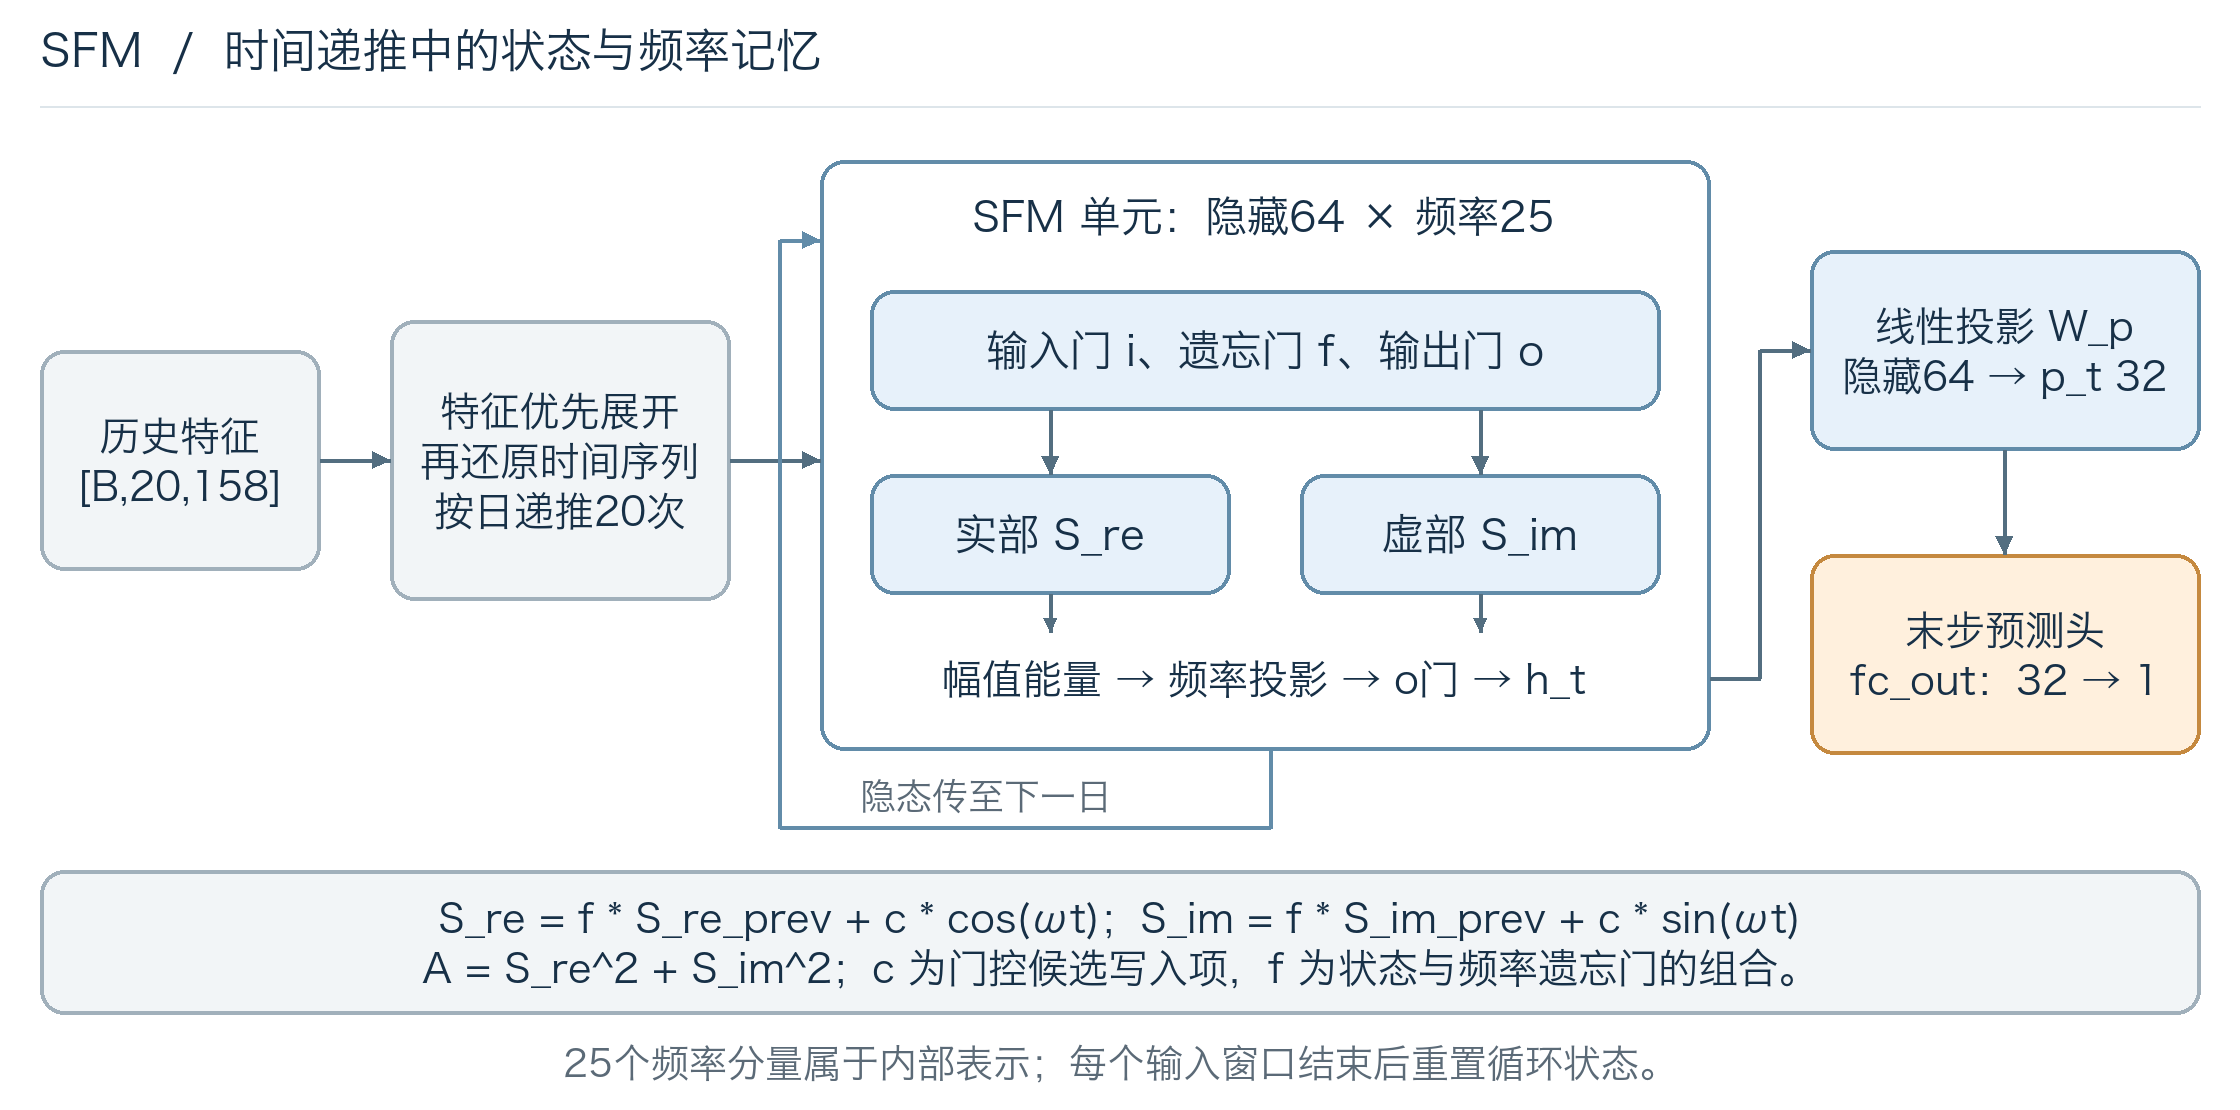 SFM / 时间递推中的状态与频率记忆
历史特征
[B,20,158]
特征优先展开
再还原时间序列
按日递推20次
SFM 单元：隐藏64 × 频率25
输入门 i、遗忘门 f、输出门 o
实部 S_re
虚部 S_im
幅值能量 → 频率投影 → o门 → h_t
隐态传至下一日
线性投影 W_p
隐藏64 → p_t 32
末步预测头
fc_out：32 → 1
S_re = f * S_re_prev + c * cos(ωt)；S_im = f * S_im_prev + c * sin(ωt)
A = S_re^2 + S_im^2；c 为门控候选写入项，f 为状态与频率遗忘门的组合。
25个频率分量属于内部表示；每个输入窗口结束后重置循环状态。